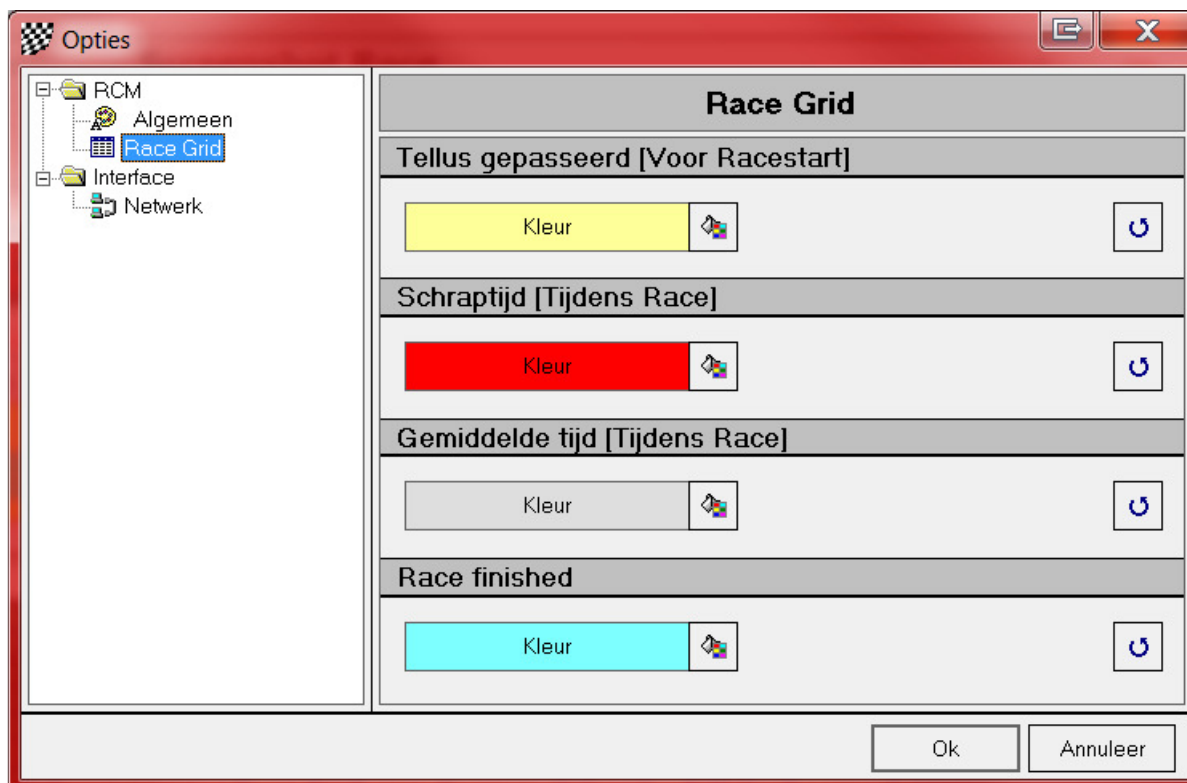 Opties
RCM
Algemeen
Race Grid
Interface
Netwerk
Race Grid
Tellus gepasseerd [Voor Racestart]
Kleur
Schraptijd [Tijdens Race]
Kleur
Gemiddelde tijd [Tijdens Race]
Kleur
Race finished
Kleur
Ok
Annuleer